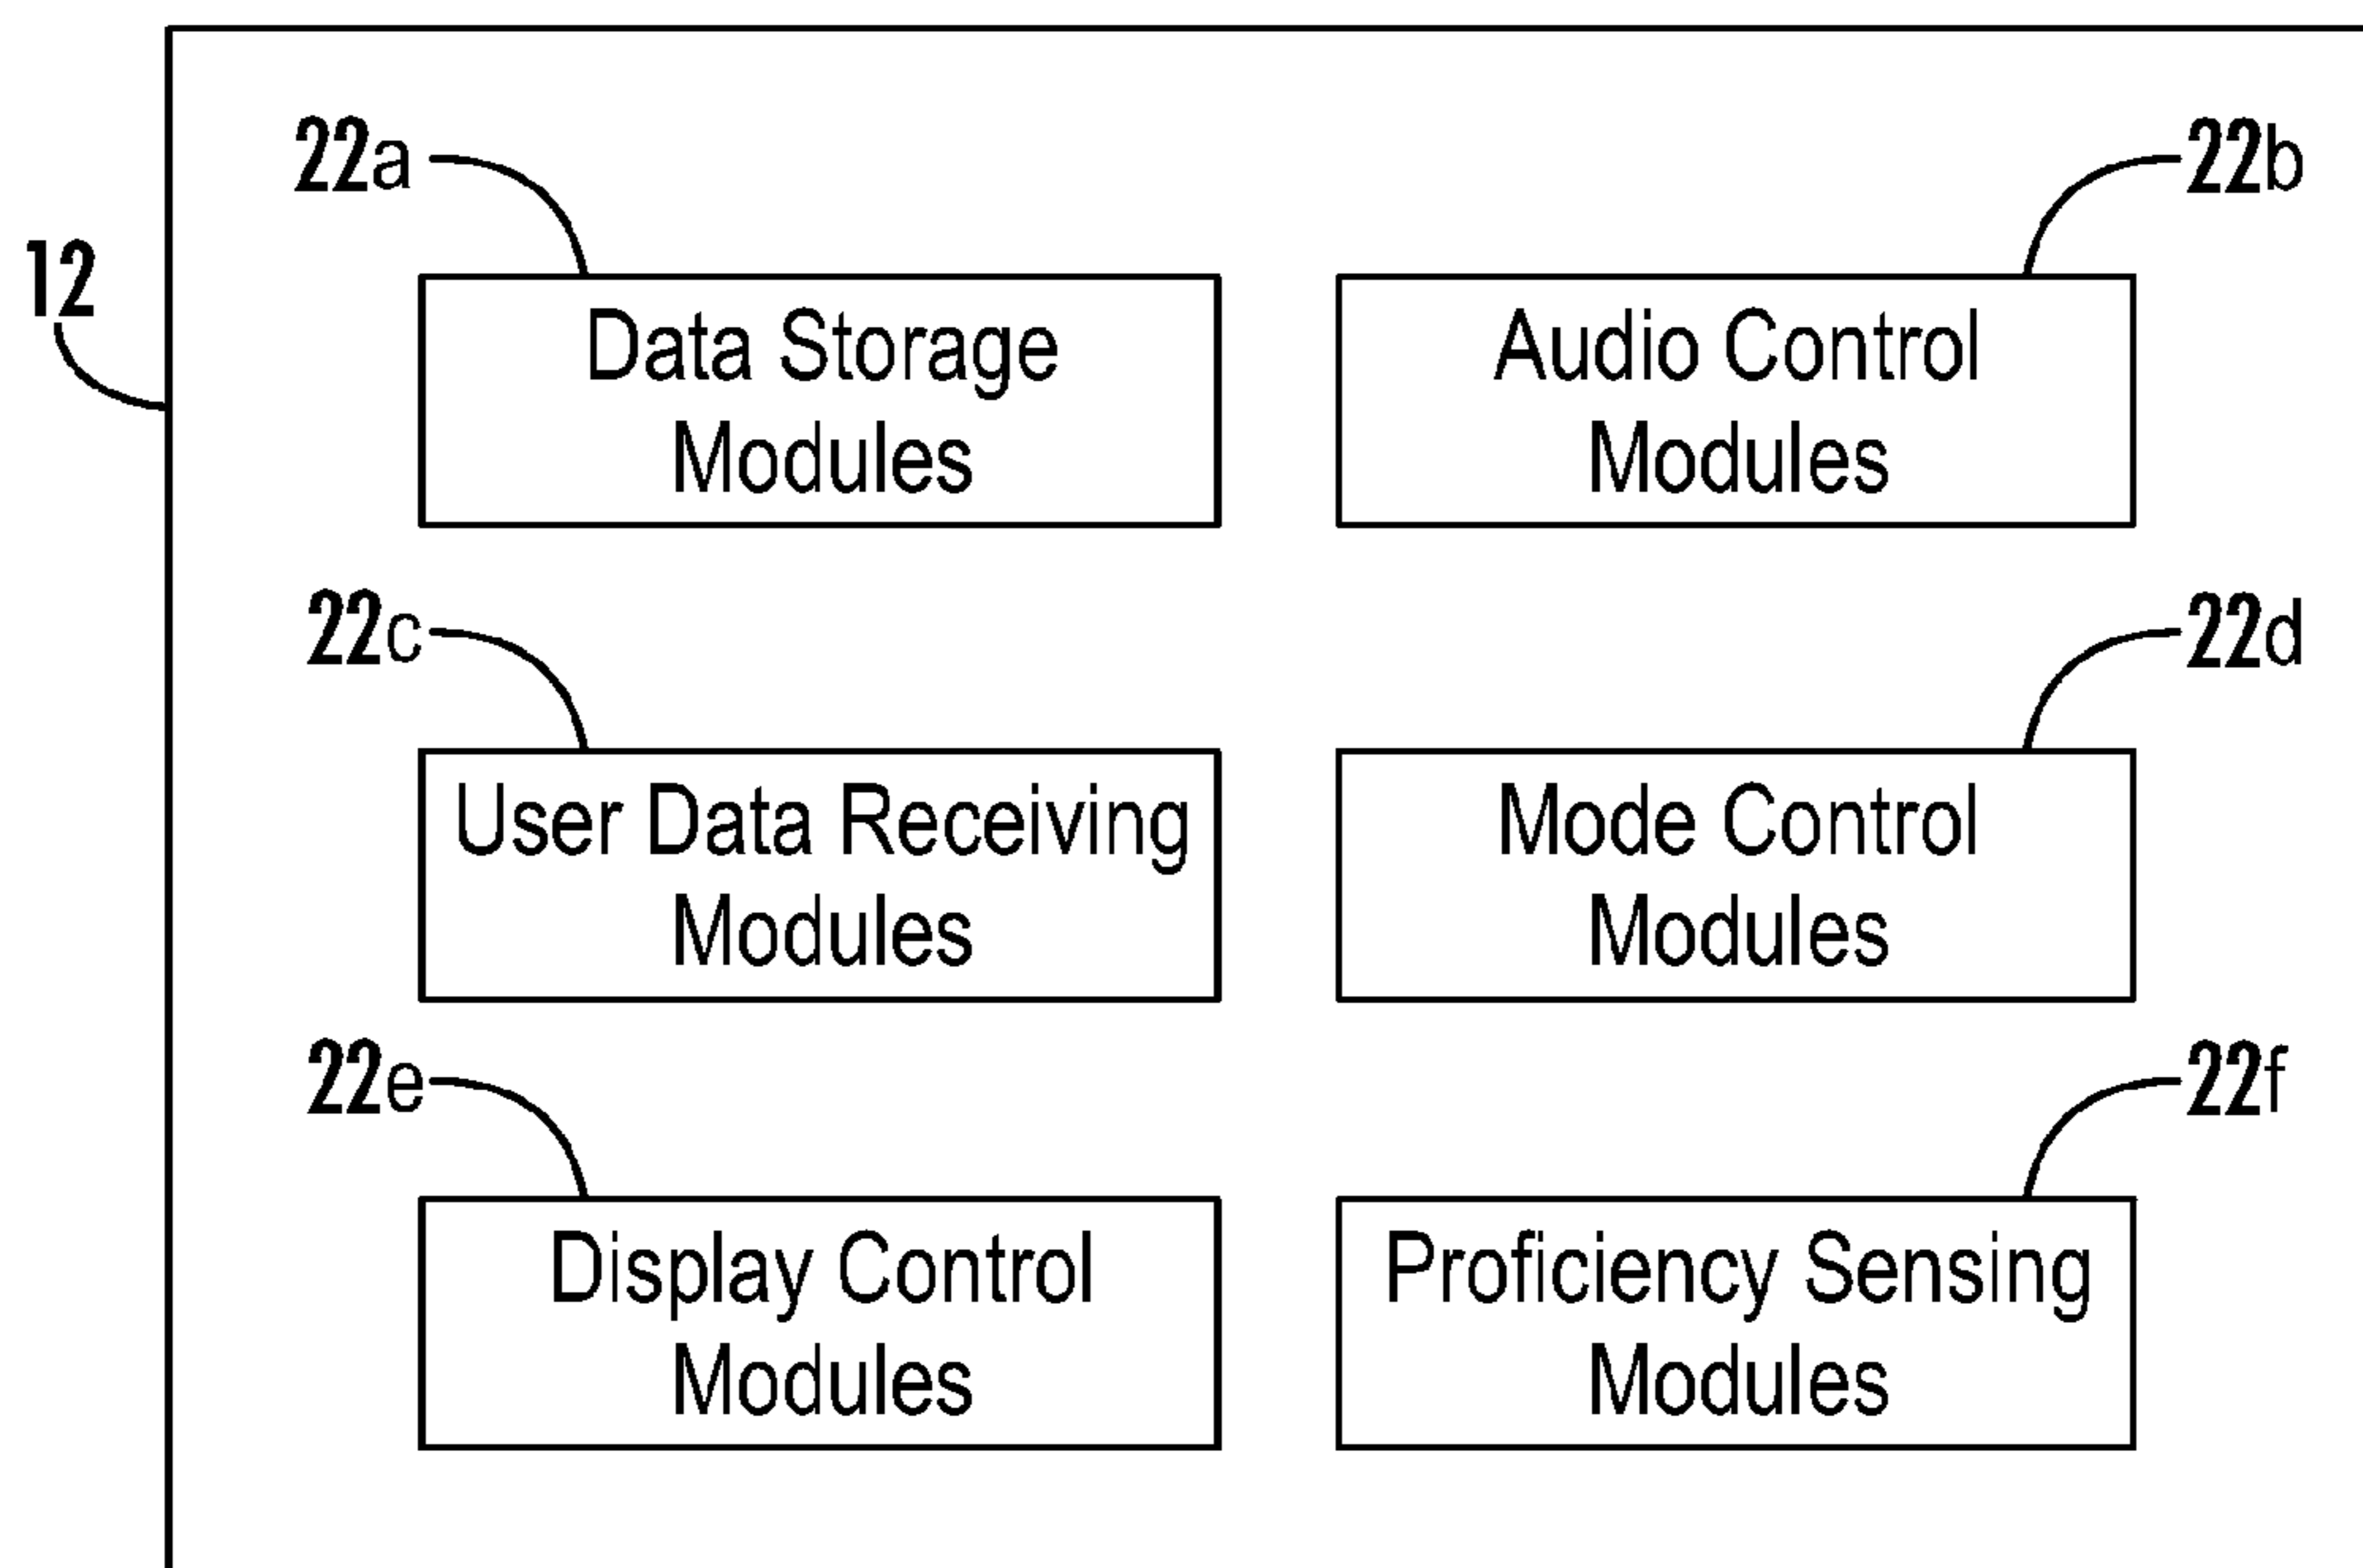 22a
22b
12
Data Storage
Modules
Audio Control
Modules
22c
22d
User Data Receiving
Modules
Mode Control
Modules
22e
22f
Display Control
Modules
Proficiency Sensing
Modules